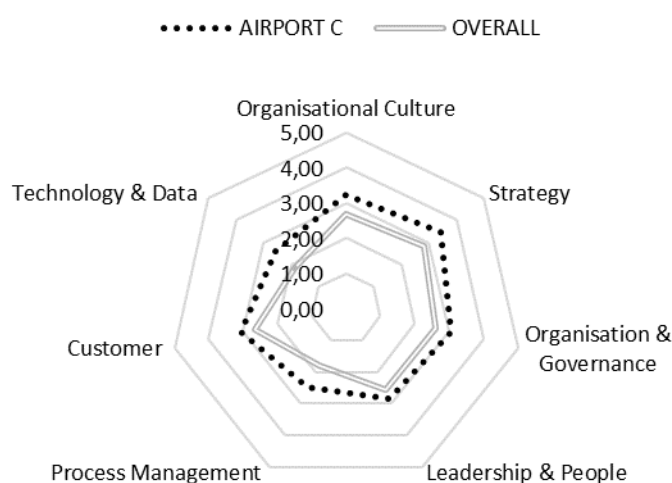 AIRPORT C OVERALL
Organisational Culture
5,00
4,00
3,00
2,00
1,00
0,00
Strategy
Organisation &
Governance
Leadership & People
Process Management
Customer
Technology & Data